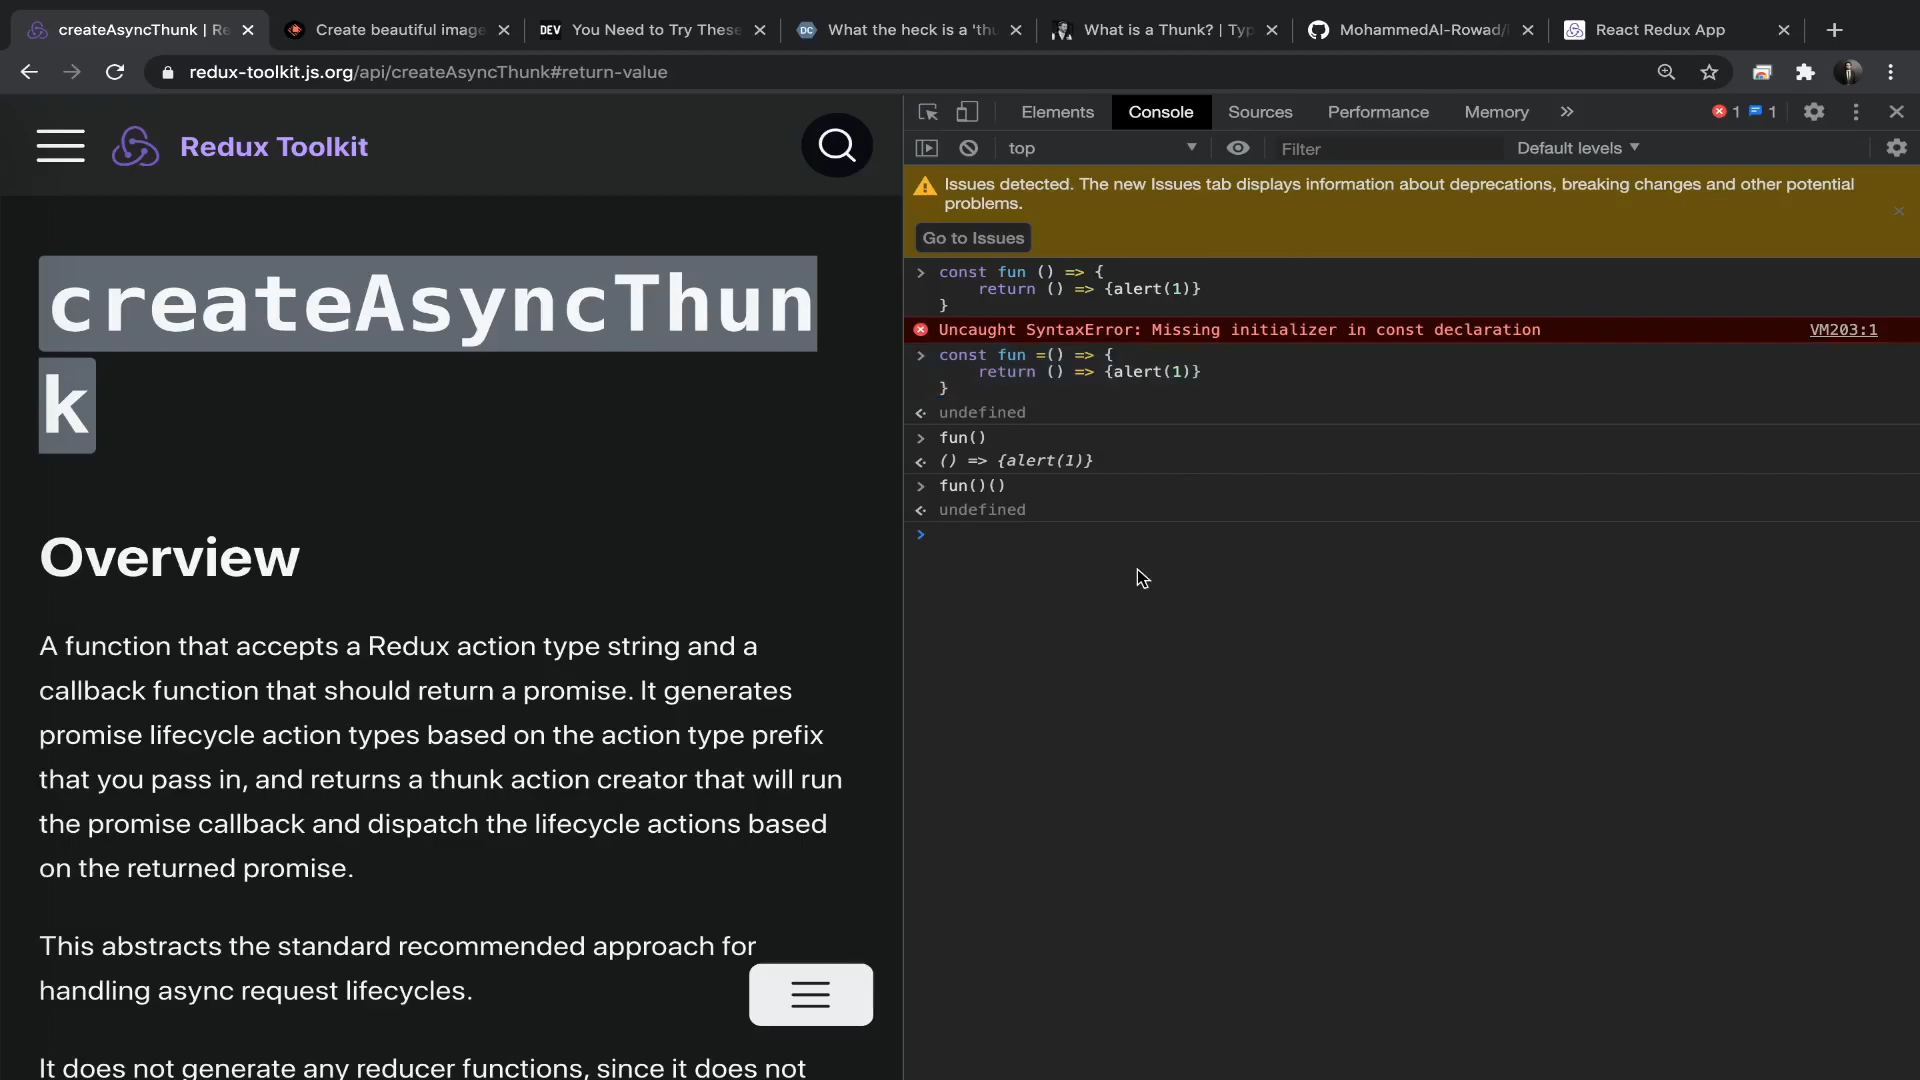 createAsyncThunk | Re
Create beautiful image
DEV You Need to Try These
DC What the heck is a 'thu
What is a Thunk? | Typ
MohammedAl-Rowad/
React Redux App
redux-toolkit.js.org/api/createAsyncThunk#return-value
Redux Toolkit
createAsyncThun
k
Overview
A function that accepts a Redux action type string and a
callback function that should return a promise. It generates
promise lifecycle action types based on the action type prefix
that you pass in, and returns a thunk action creator that will run
the promise callback and dispatch the lifecycle actions based
on the returned promise.
This abstracts the standard recommended approach for
handling async request lifecycles.
It does not generate any reducer functions, since it does not
Elements Console Sources Performance Memory » 1 1
top Filter Default levels
Issues detected. The new Issues tab displays information about deprecations, breaking changes and other potential
problems.
Go to Issues
> const fun () => {
return () => {alert(1)}
}
Uncaught SyntaxError: Missing initializer in const declaration VM203:1
> const fun =() => {
return () => {alert(1)}
}
undefined
> fun()
() => {alert(1)}
> fun()()
undefined
>